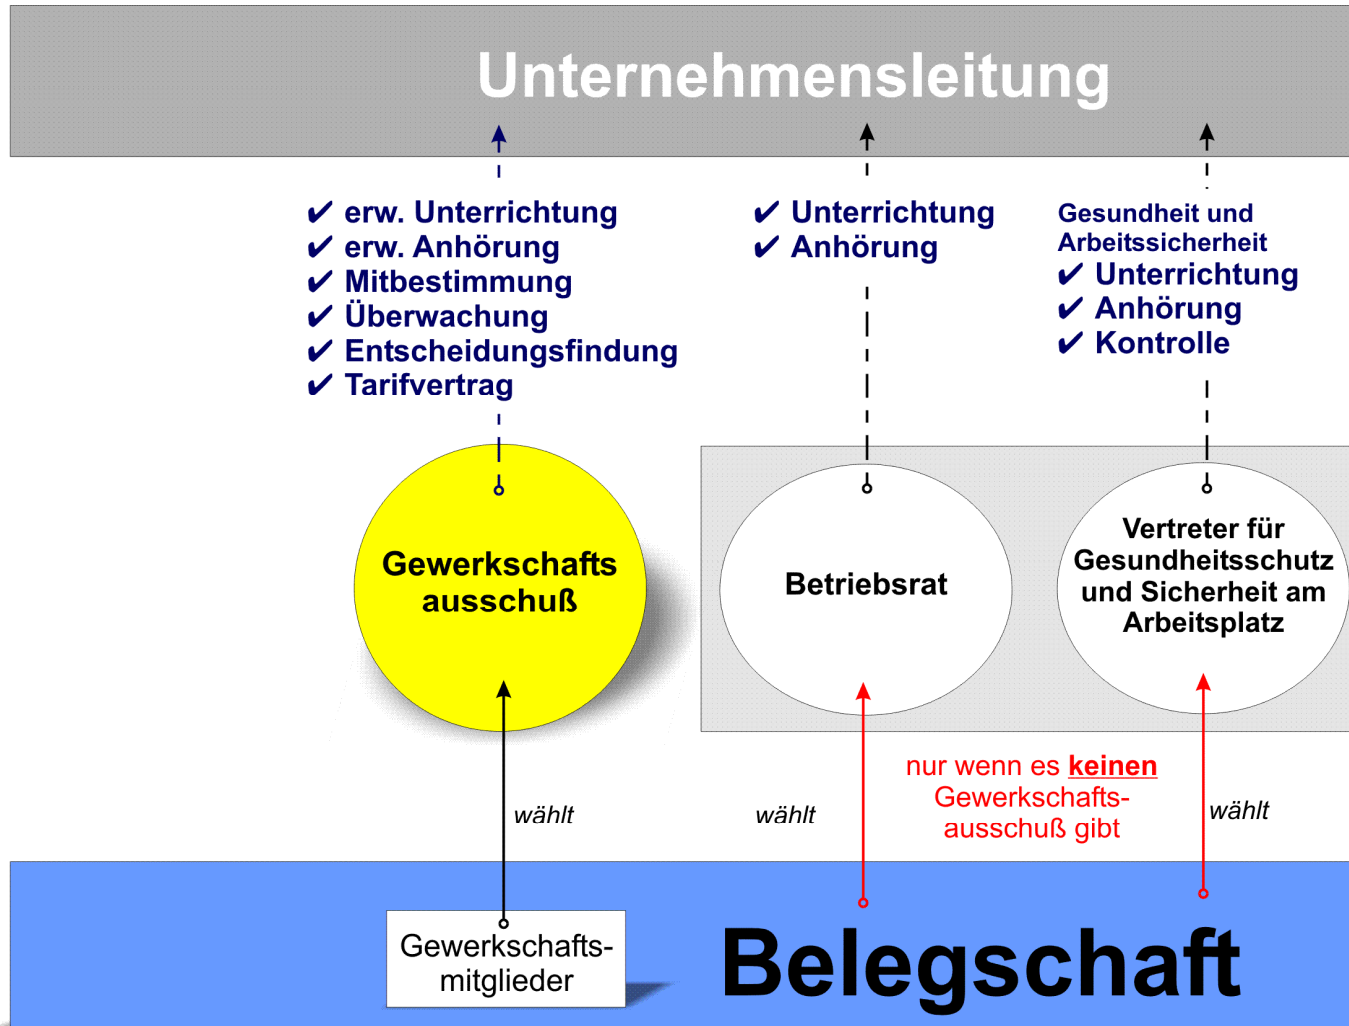 Unternehmensleitung
✔ erw. Unterrichtung
✔ erw. Anhörung
✔ Mitbestimmung
✔ Überwachung
✔ Entscheidungsfindung
✔ Tarifvertrag
✔ Unterrichtung
✔ Anhörung
Gesundheit und
Arbeitssicherheit
✔ Unterrichtung
✔ Anhörung
✔ Kontrolle
Gewerkschafts
ausschuß
Betriebsrat
Vertreter für
Gesundheitsschutz
und Sicherheit am
Arbeitsplatz
wählt
wählt
nur wenn es keinen
Gewerkschafts-
ausschuß gibt
wählt
Gewerkschafts-
mitglieder
Belegschaft